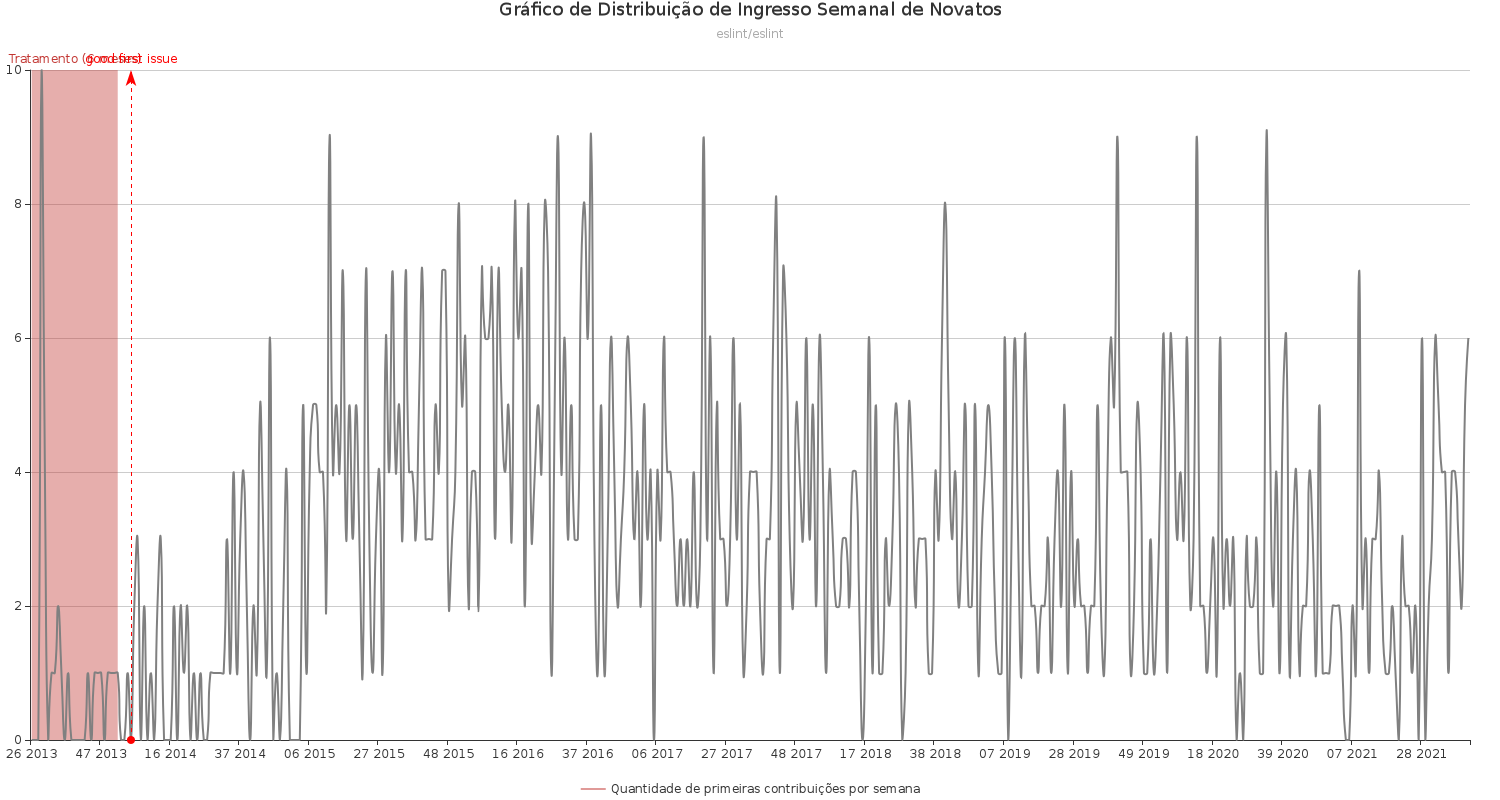 Gráfico de Distribuição de Ingresso Semanal de Novatos
eslint/eslint
Tratamento (6 meses) good first issue
10
8
6
4
2
0
26 2013 47 2013 16 2014 37 2014 06 2015 27 2015 48 2015 16 2016 37 2016 06 2017 27 2017 48 2017 17 2018 38 2018 07 2019 28 2019 49 2019 18 2020 39 2020 07 2021 28 2021
Quantidade de primeiras contribuições por semana